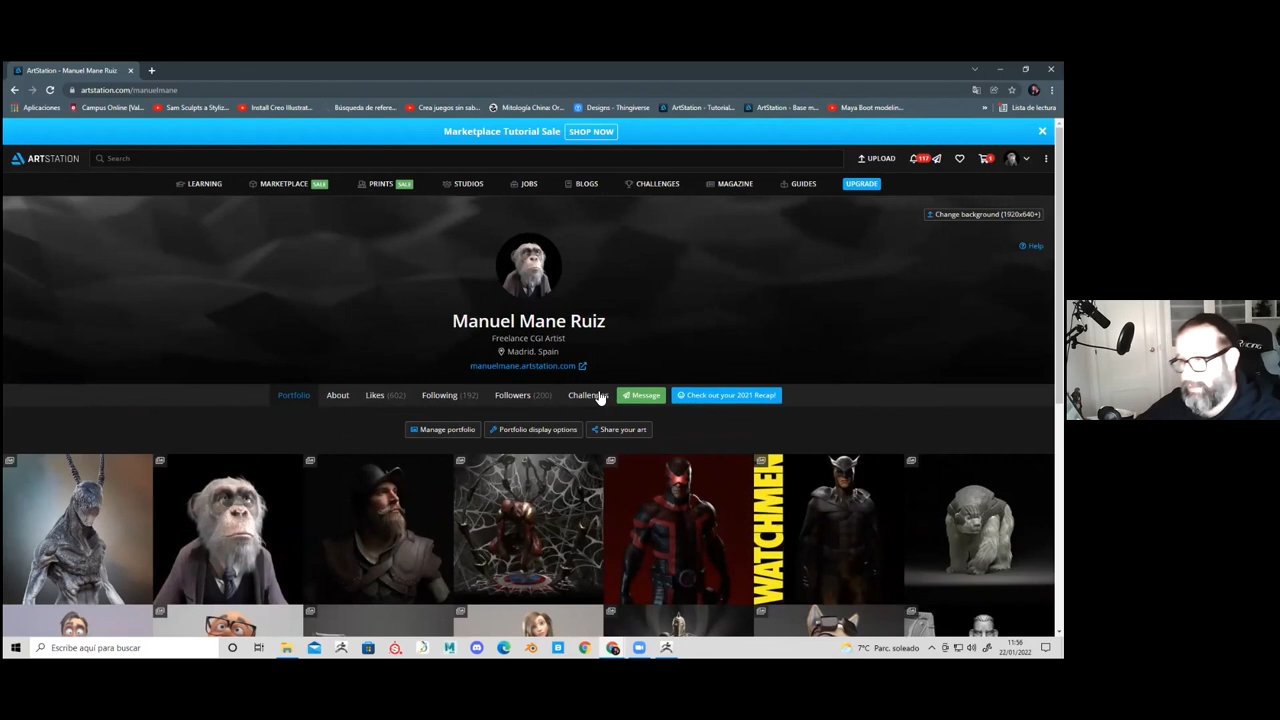 ArtStation - Manuel Mane Ruiz
artstation.com/manuelmane
Aplicaciones Campus Online [Val... Sam Sculpts a Styliz... Install Creo Illustrat... Búsqueda de refere... Crea juegos sin sab... Mitología China: Or... Designs - Thingiverse ArtStation - Tutorial... ArtStation - Base m... Maya Boot modelin... » Lista de lectura
Marketplace Tutorial Sale SHOP NOW
ARTSTATION Search UPLOAD 117 1
LEARNING MARKETPLACE SALE PRINTS SALE STUDIOS JOBS BLOGS CHALLENGES MAGAZINE GUIDES UPGRADE
Change background (1920x640+)
Help
Manuel Mane Ruiz
Freelance CGI Artist
Madrid, Spain
manuelmane.artstation.com
Portfolio About Likes (602) Following (192) Followers (200) Challenges Message Check out your 2021 Recap!
Manage portfolio Portfolio display options Share your art
WATCHMEN
Escribe aquí para buscar
7°C Parc. soleado
11:56
22/01/2022